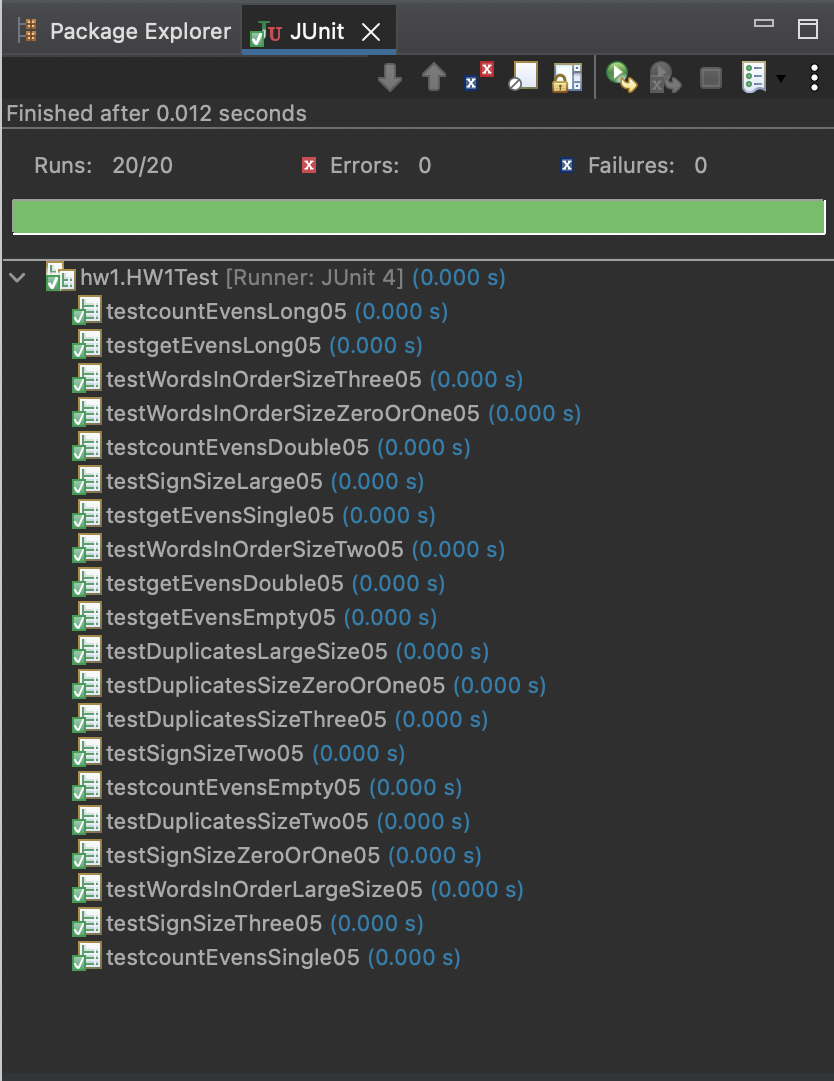 Package Explorer JUnit
Finished after 0.012 seconds
Runs: 20/20 Errors: 0 Failures: 0
hw1.HW1Test [Runner: JUnit 4] (0.000 s)
testcountEvensLong05 (0.000 s)
testgetEvensLong05 (0.000 s)
testWordsInOrderSizeThree05 (0.000 s)
testWordsInOrderSizeZeroOrOne05 (0.000 s)
testcountEvensDouble05 (0.000 s)
testSignSizeLarge05 (0.000 s)
testgetEvensSingle05 (0.000 s)
testWordsInOrderSizeTwo05 (0.000 s)
testgetEvensDouble05 (0.000 s)
testgetEvensEmpty05 (0.000 s)
testDuplicatesLargeSize05 (0.000 s)
testDuplicatesSizeZeroOrOne05 (0.000 s)
testDuplicatesSizeThree05 (0.000 s)
testSignSizeTwo05 (0.000 s)
testcountEvensEmpty05 (0.000 s)
testDuplicatesSizeTwo05 (0.000 s)
testSignSizeZeroOrOne05 (0.000 s)
testWordsInOrderLargeSize05 (0.000 s)
testSignSizeThree05 (0.000 s)
testcountEvensSingle05 (0.000 s)